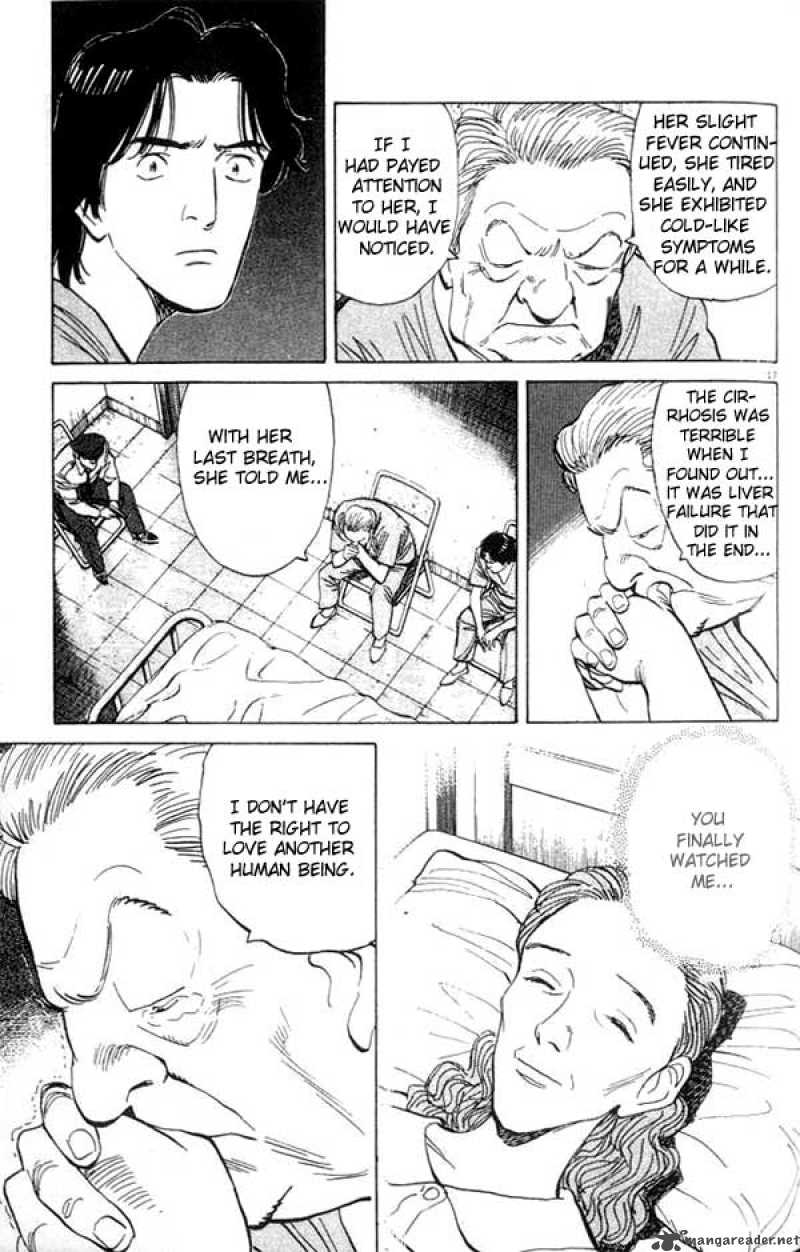 HER SLIGHT
FEVER CONTIN-
UED, SHE TIRED
EASILY, AND
SHE EXHIBITED
COLD-LIKE
SYMPTOMS
FOR A WHILE.
IF I
HAD PAYED
ATTENTION
TO HER, I
WOULD HAVE
NOTICED.
17
THE CIR-
RHOSIS WAS
TERRIBLE
WHEN I
FOUND OUT...
IT WAS LIVER
FAILURE THAT
DID IT IN
THE END...
WITH HER
LAST BREATH,
SHE TOLD ME...
YOU
FINALLY
WATCHED
ME...
I DON'T HAVE
THE RIGHT TO
LOVE ANOTHER
HUMAN BEING.
mangareader.net